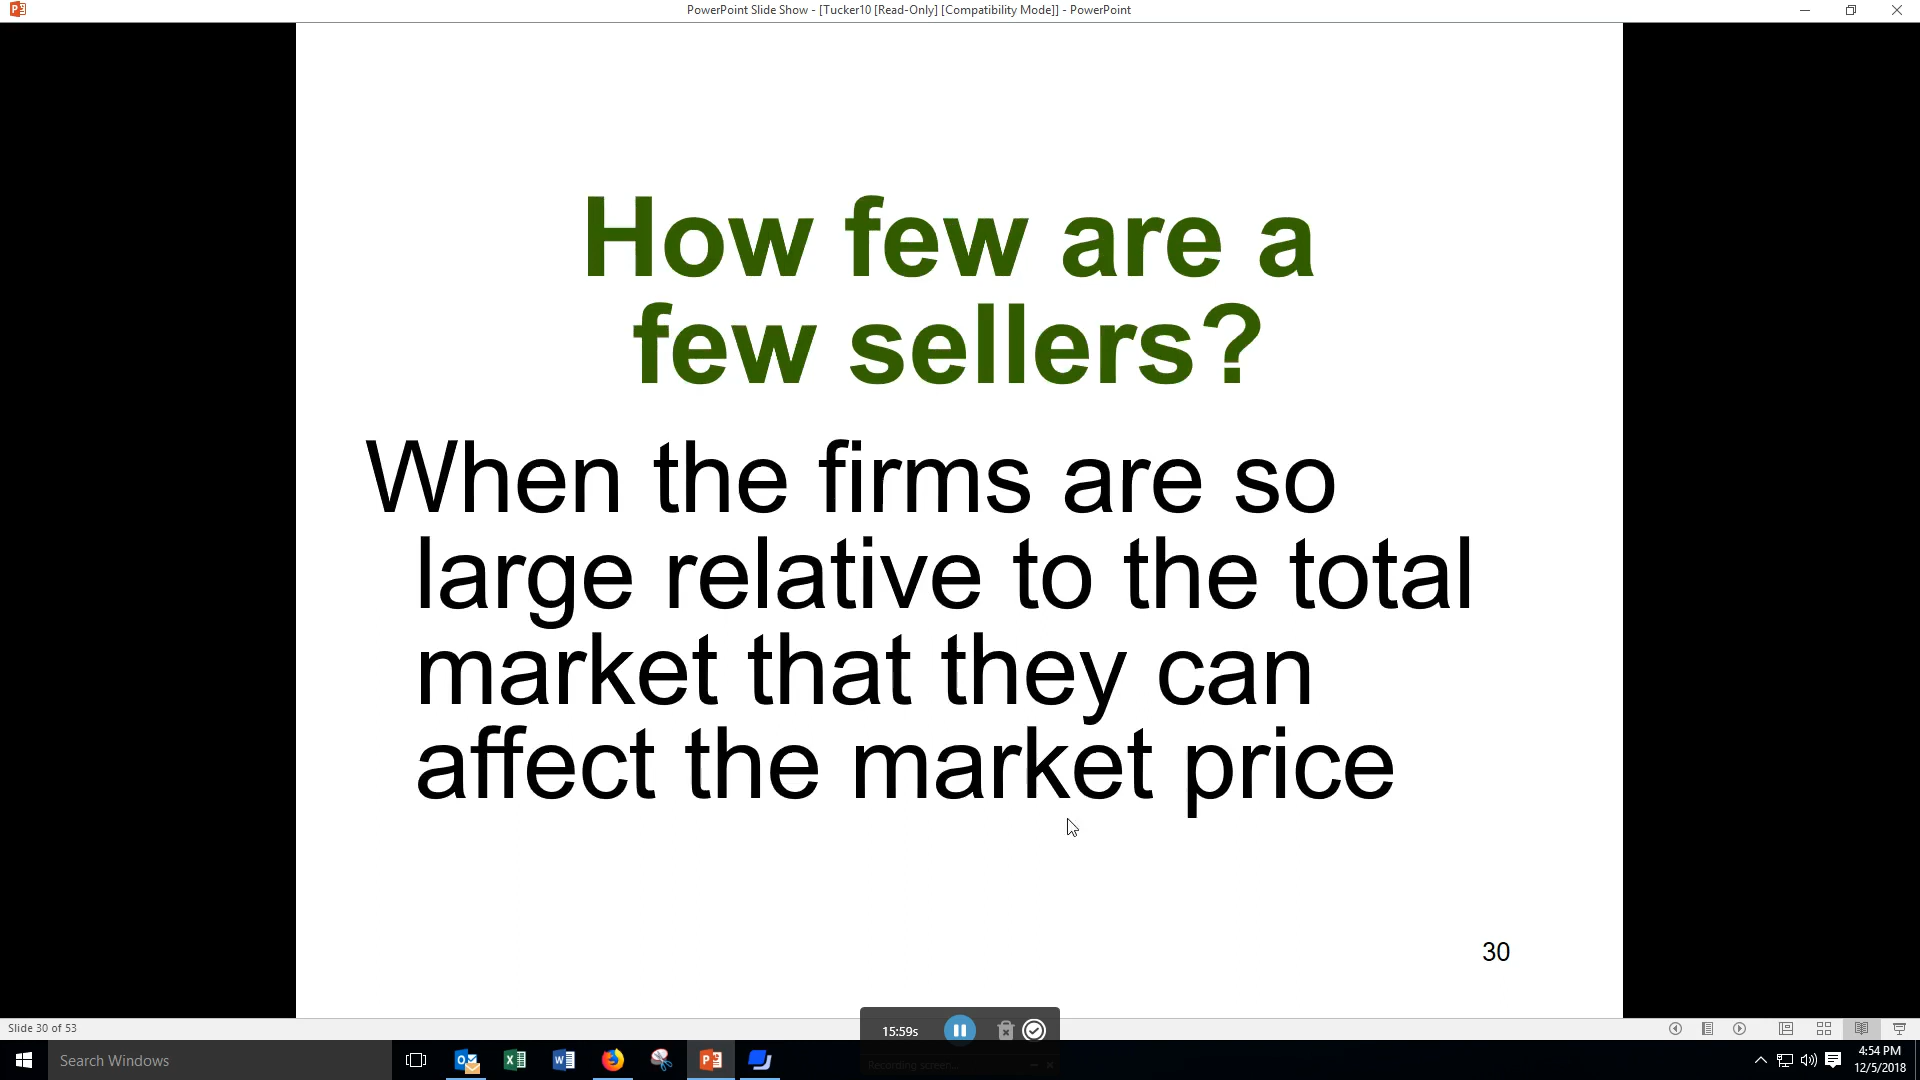 PowerPoint Slide Show - [Tucker10 [Read-Only] [Compatibility Mode]] - PowerPoint
How few are a
few sellers?
When the firms are so
large relative to the total
market that they can
affect the market price
30
Slide 30 of 53
15:59s
Recording screen...
Search Windows
4:54 PM
12/5/2018